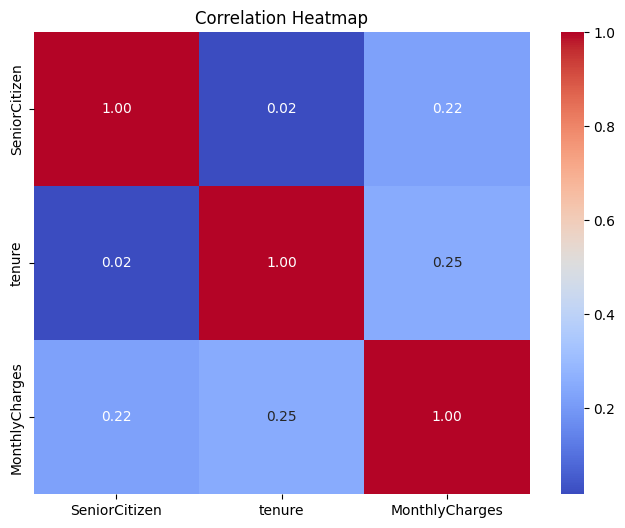 Correlation Heatmap
SeniorCitizen
1.00
0.02
0.22
tenure
0.02
1.00
0.25
MonthlyCharges
0.22
0.25
1.00
SeniorCitizen
tenure
MonthlyCharges
1.0
0.8
0.6
0.4
0.2